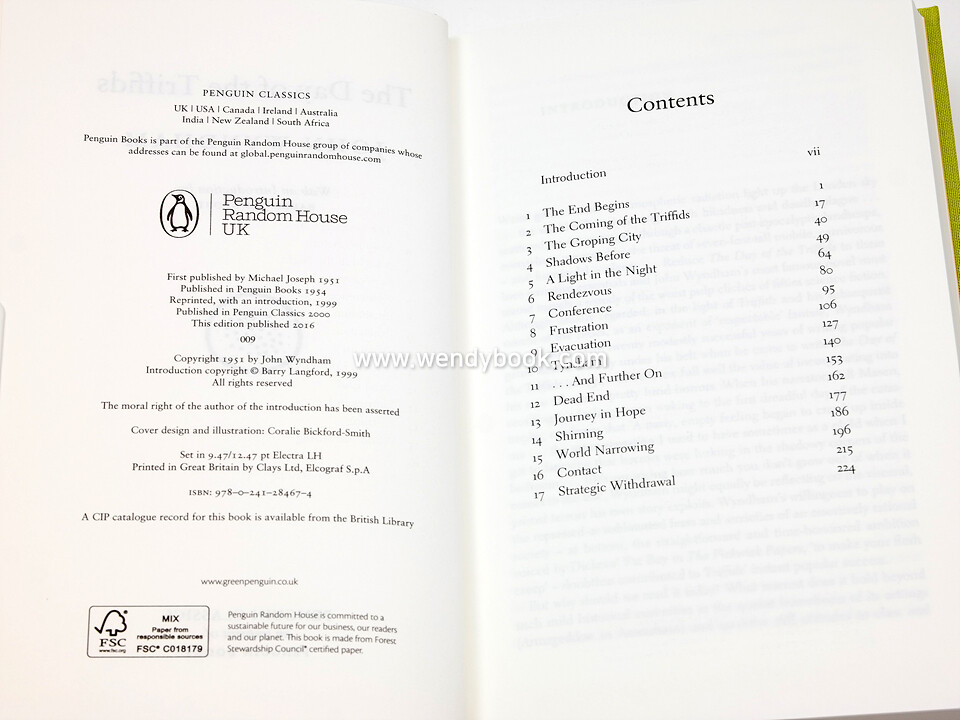 The Day of the Triffids
PENGUIN CLASSICS
UK | USA | Canada | Ireland | Australia
India | New Zealand | South Africa
Penguin Books is part of the Penguin Random House group of companies whose
addresses can be found at global.penguinrandomhouse.com
Penguin
Random House
UK
First published by Michael Joseph 1951
Published in Penguin Books 1954
Reprinted, with an introduction, 1999
Published in Penguin Classics 2000
This edition published 2016
009
Copyright 1951 by John Wyndham
Introduction copyright © Barry Langford, 1999
All rights reserved
The moral right of the author of the introduction has been asserted
Cover design and illustration: Coralie Bickford-Smith
Set in 9.47/12.47 pt Electra LH
Printed in Great Britain by Clays Ltd, Elcograf S.p.A
ISBN: 978-0-241-28467-4
A CIP catalogue record for this book is available from the British Library
www.greenpenguin.co.uk
FSC
www.fsc.org
MIX
Paper from
responsible sources
FSC® C018179
Penguin Random House is committed to a
sustainable future for our business, our readers
and our planet. This book is made from Forest
Stewardship Council® certified paper.
Contents
Introduction vii
1 The End Begins 1
2 The Coming of the Triffids 17
3 The Groping City 40
4 Shadows Before 49
5 A Light in the Night 64
6 Rendezvous 80
7 Conference 95
8 Frustration 106
9 Evacuation 127
10 Tynsham 140
11 . . . And Further On 153
12 Dead End 162
13 Journey in Hope 177
14 Shirning 186
15 World Narrowing 196
16 Contact 215
17 Strategic Withdrawal 224
www.wendybook.com